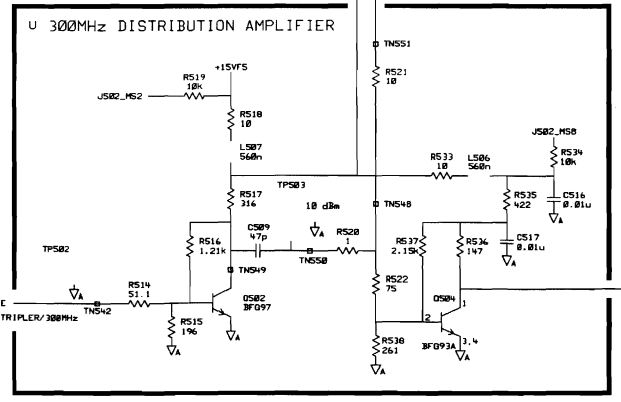 U 300MHz DISTRIBUTION AMPLIFIER
TN551
+15VF5
R519
10k
R521
10
J502_MS2
R518
10
J502_MS8
R534
10k
L507
560n
R533
10
L506
560n
TP503
R517
316
10 dBm
TN548
R535
422
C516
0.01u
A
C509
47p
A
R520
1
R516
1.21k
R537
2.15k
R536
147
C517
0.01u
A
TP502
TN549
TN550
R522
75
A
R514
51.1
Q502
BFG97
Q504
1
E
TRIPLER/300MHz
TN542
R515
196
2
BFG93A
3,4
R538
261
A
A
A
A